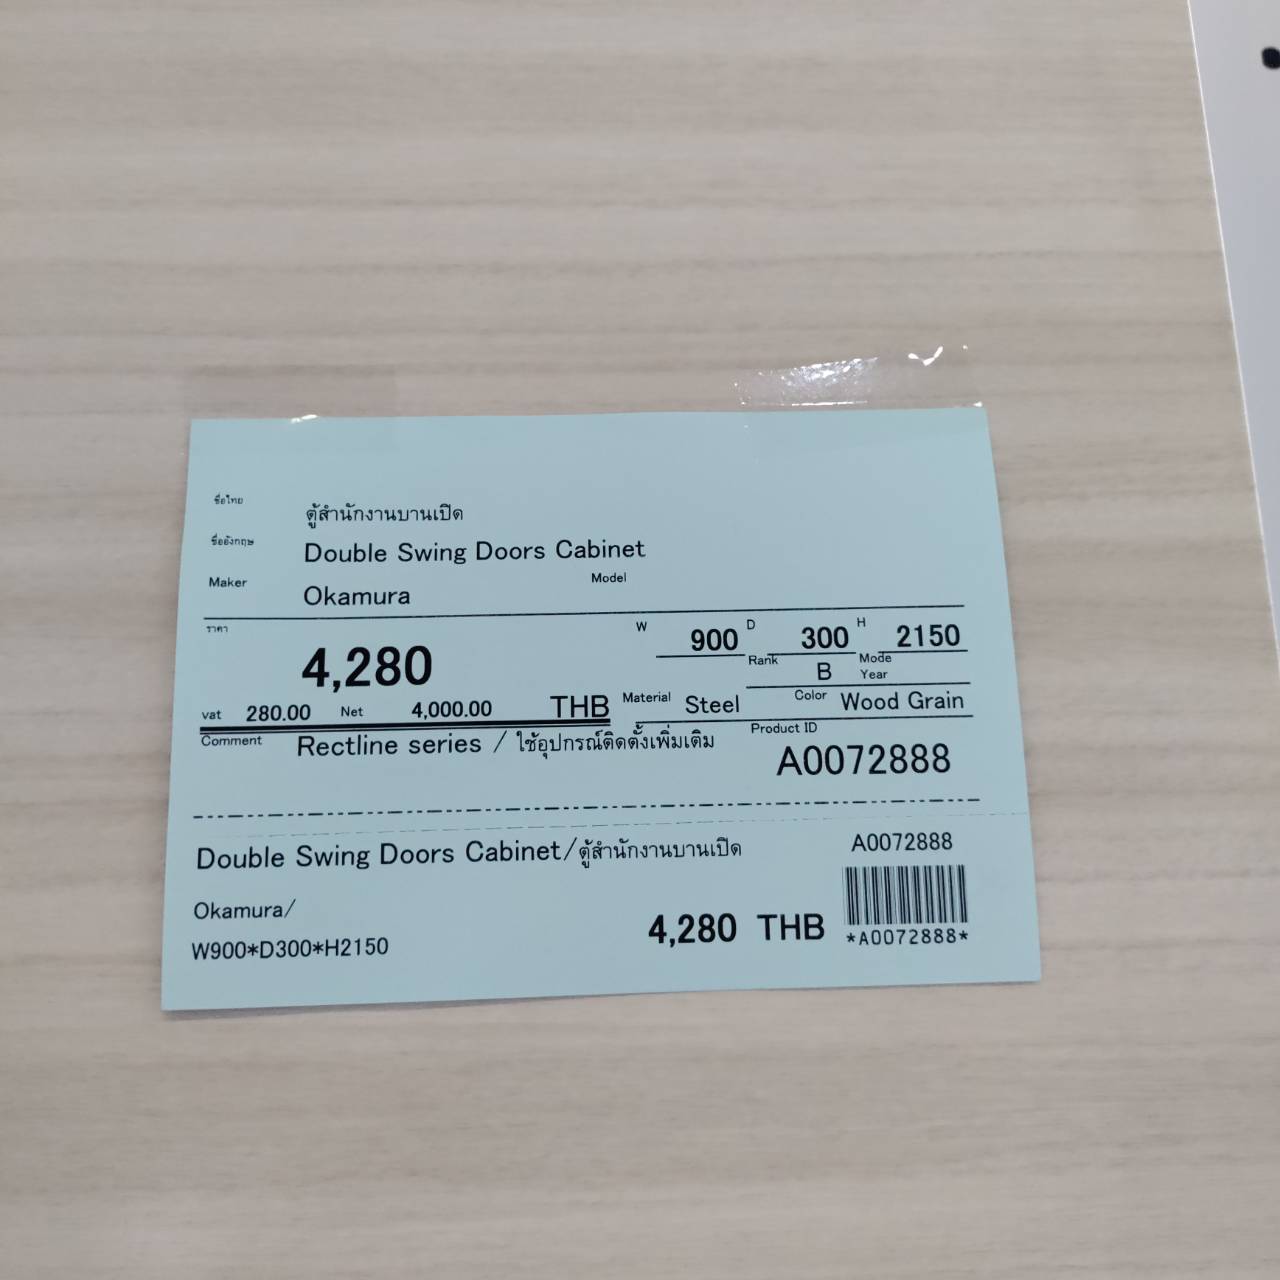 ชื่อไทย ตู้สำนักงานบานเปิด
ชื่ออังกฤษ Double Swing Doors Cabinet
Maker Okamura Model
ราคา 4,280 W 900 D 300 H 2150
Rank B Mode Year
vat 280.00 Net 4,000.00 THB Material Steel Color Wood Grain
Comment Rectline series / ใช้อุปกรณ์ติดตั้งเพิ่มเติม Product ID
A0072888
Double Swing Doors Cabinet/ตู้สำนักงานบานเปิด A0072888
Okamura/
4,280 THB *A0072888*
W900*D300*H2150